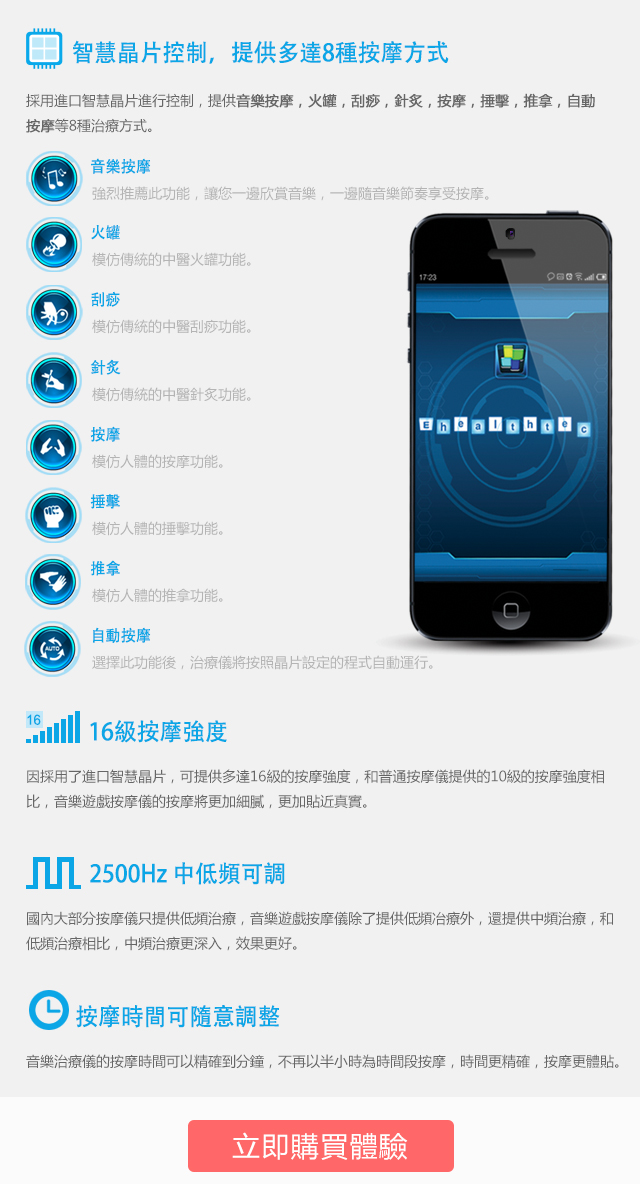 智慧晶片控制，提供多達8種按摩方式
採用進口智慧晶片進行控制，提供音樂按摩，火罐，刮痧，針炙，按摩，捶擊，推拿，自動
按摩等8種治療方式。
音樂按摩
強烈推薦此功能，讓您一邊欣賞音樂，一邊隨音樂節奏享受按摩。
火罐
模仿傳統的中醫火罐功能。
17:23
刮痧
模仿傳統的中醫刮痧功能。
針炙
模仿傳統的中醫針炙功能。
Ehealthtec
按摩
模仿人體的按摩功能。
捶擊
模仿人體的捶擊功能。
推拿
模仿人體的推拿功能。
AUTO
自動按摩
選擇此功能後，治療儀將按照晶片設定的程式自動運行。
16
16級按摩強度
因採用了進口智慧晶片，可提供多達16級的按摩強度，和普通按摩儀提供的10級的按摩強度相
比，音樂遊戲按摩儀的按摩將更加細膩，更加貼近真實。
2500Hz 中低頻可調
國內大部分按摩儀只提供低頻治療，音樂遊戲按摩儀除了提供低頻治療外，還提供中頻治療，和
低頻治療相比，中頻治療更深入，效果更好。
按摩時間可隨意調整
音樂治療儀的按摩時間可以精確到分鐘，不再以半小時為時間段按摩，時間更精確，按摩更體貼。
立即購買體驗